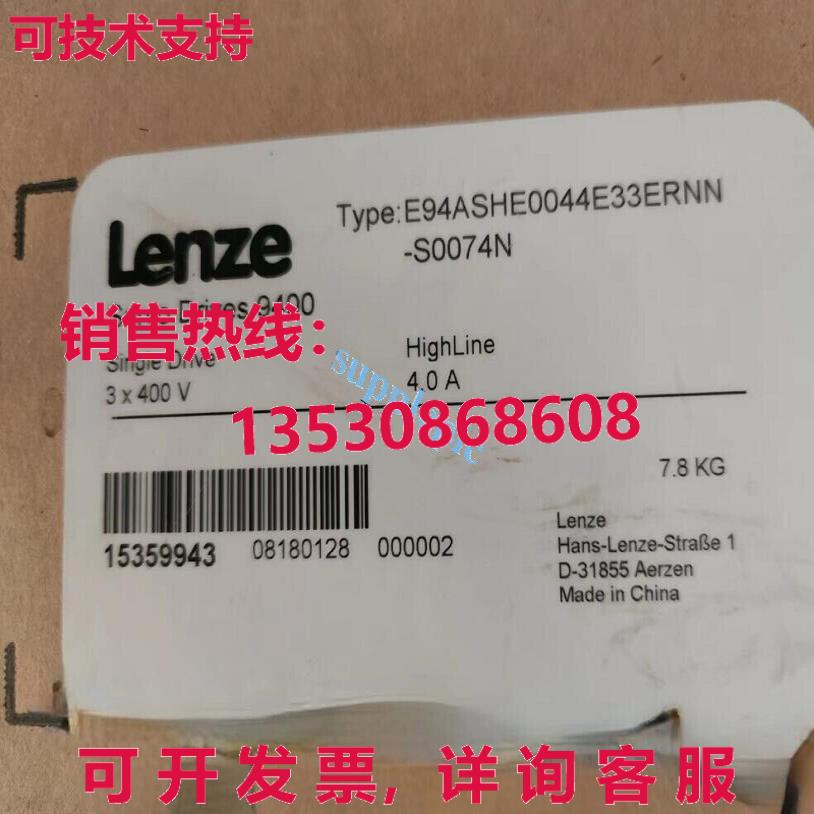 可技术支持
Lenze
Type:E94ASHE0044E33ERNN
-S0074N
Drives 9400
销售热线:
Single Drive
HighLine
3 x 400 V
4.0 A
13530868608
7.8 KG
15359943 08180128 000002
Lenze
Hans-Lenze-Straße 1
D-31855 Aerzen
Made in China
可开发票, 详询客服